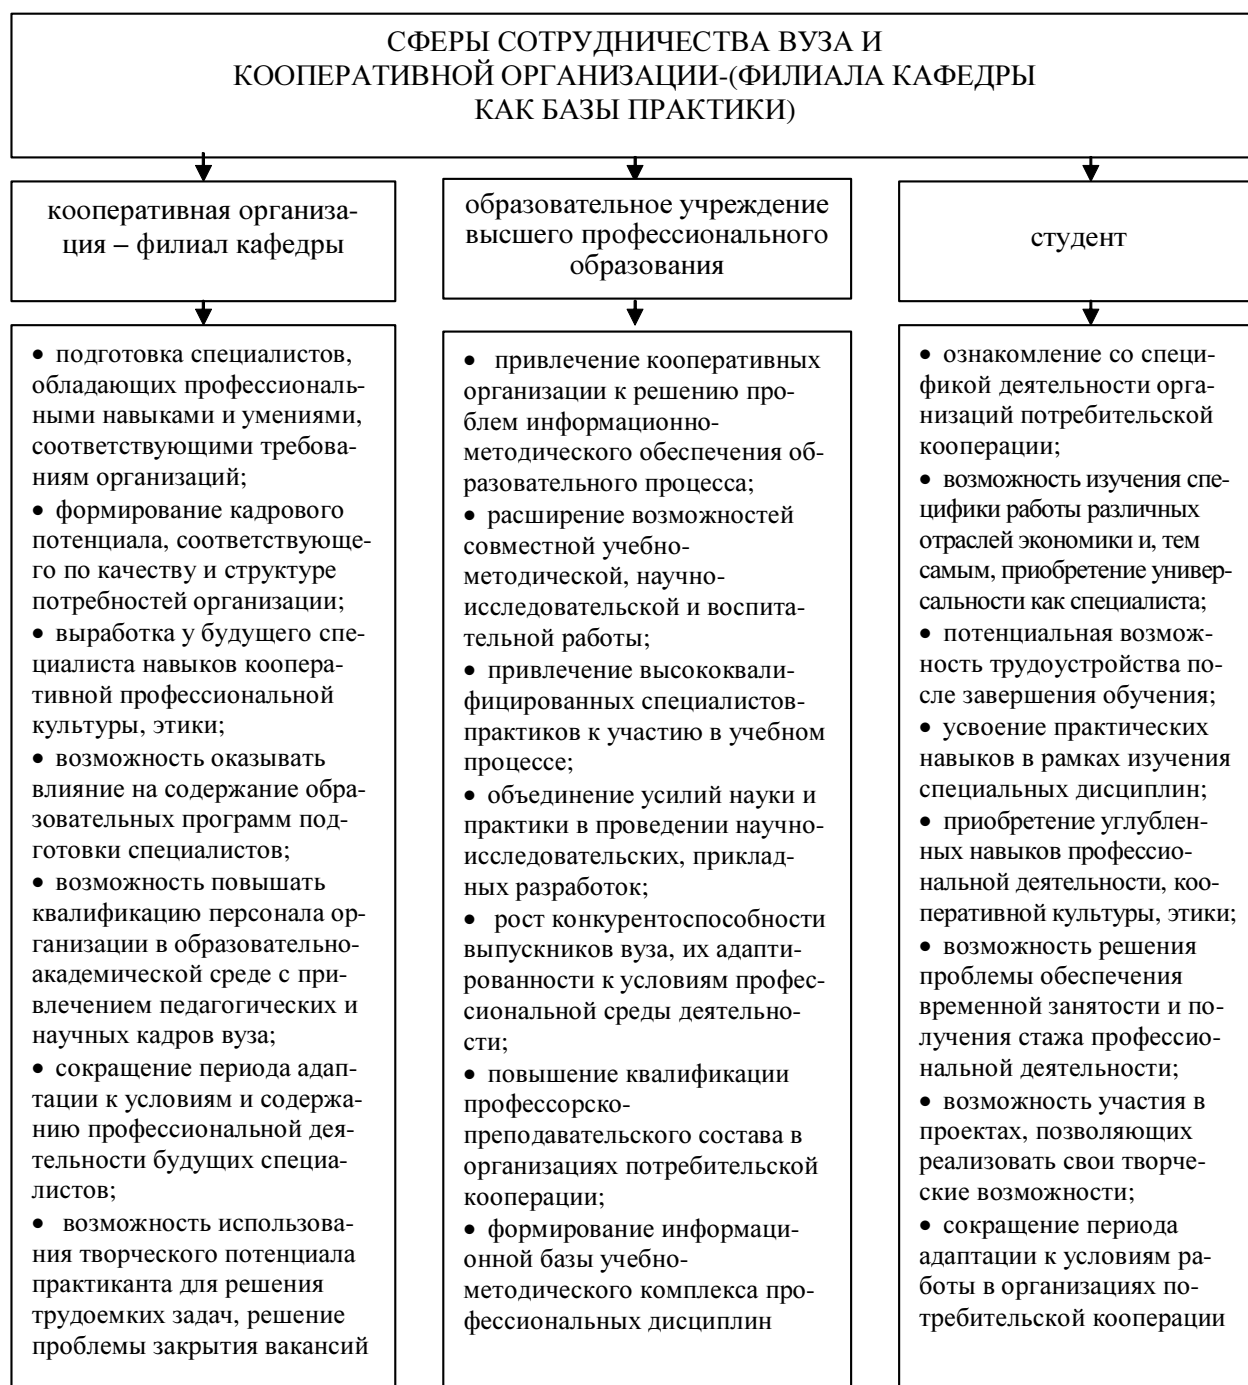 СФЕРЫ СОТРУДНИЧЕСТВА ВУЗА И
КООПЕРАТИВНОЙ ОРГАНИЗАЦИИ-(ФИЛИАЛА КАФЕДРЫ
КАК БАЗЫ ПРАКТИКИ)
кооперативная организа-
ция – филиал кафедры
образовательное учреждение
высшего профессионального
образования
студент
• подготовка специалистов,
обладающих профессиональ-
ными навыками и умениями,
соответствующими требова-
ниям организаций;
• формирование кадрового
потенциала, соответствующе-
го по качеству и структуре
потребностей организации;
• выработка у будущего спе-
циалиста навыков коопера-
тивной профессиональной
культуры, этики;
• возможность оказывать
влияние на содержание обра-
зовательных программ под-
готовки специалистов;
• возможность повышать
квалификацию персонала ор-
ганизации в образовательно-
академической среде с при-
влечением педагогических и
научных кадров вуза;
• сокращение периода адап-
тации к условиям и содержа-
нию профессиональной дея-
тельности будущих специа-
листов;
• возможность использова-
ния творческого потенциала
практиканта для решения
трудоемких задач, решение
проблемы закрытия вакансий
• привлечение кооперативных
организации к решению про-
блем информационно-
методического обеспечения об-
разовательного процесса;
• расширение возможностей
совместной учебно-
методической, научно-
исследовательской и воспита-
тельной работы;
• привлечение высококвали-
фицированных специалистов-
практиков к участию в учебном
процессе;
• объединение усилий науки и
практики в проведении научно-
исследовательских, приклад-
ных разработок;
• рост конкурентоспособности
выпускников вуза, их адапти-
рованности к условиям профес-
сиональной среды деятельно-
сти;
• повышение квалификации
профессорско-
преподавательского состава в
организациях потребительской
кооперации;
• формирование информаци-
онной базы учебно-
методического комплекса про-
фессиональных дисциплин
• ознакомление со специ-
фикой деятельности орга-
низаций потребительской
кооперации;
• возможность изучения спе-
цифики работы различных
отраслей экономики и, тем
самым, приобретение универ-
сальности как специалиста;
• потенциальная возмож-
ность трудоустройства по-
сле завершения обучения;
• усвоение практических
навыков в рамках изучения
специальных дисциплин;
• приобретение углублен-
ных навыков профессио-
нальной деятельности, коо-
перативной культуры, этики;
• возможность решения
проблемы обеспечения
временной занятости и по-
лучения стажа профессио-
нальной деятельности;
• возможность участия в
проектах, позволяющих
реализовать свои творче-
ские возможности;
• сокращение периода
адаптации к условиям ра-
боты в организациях по-
требительской кооперации